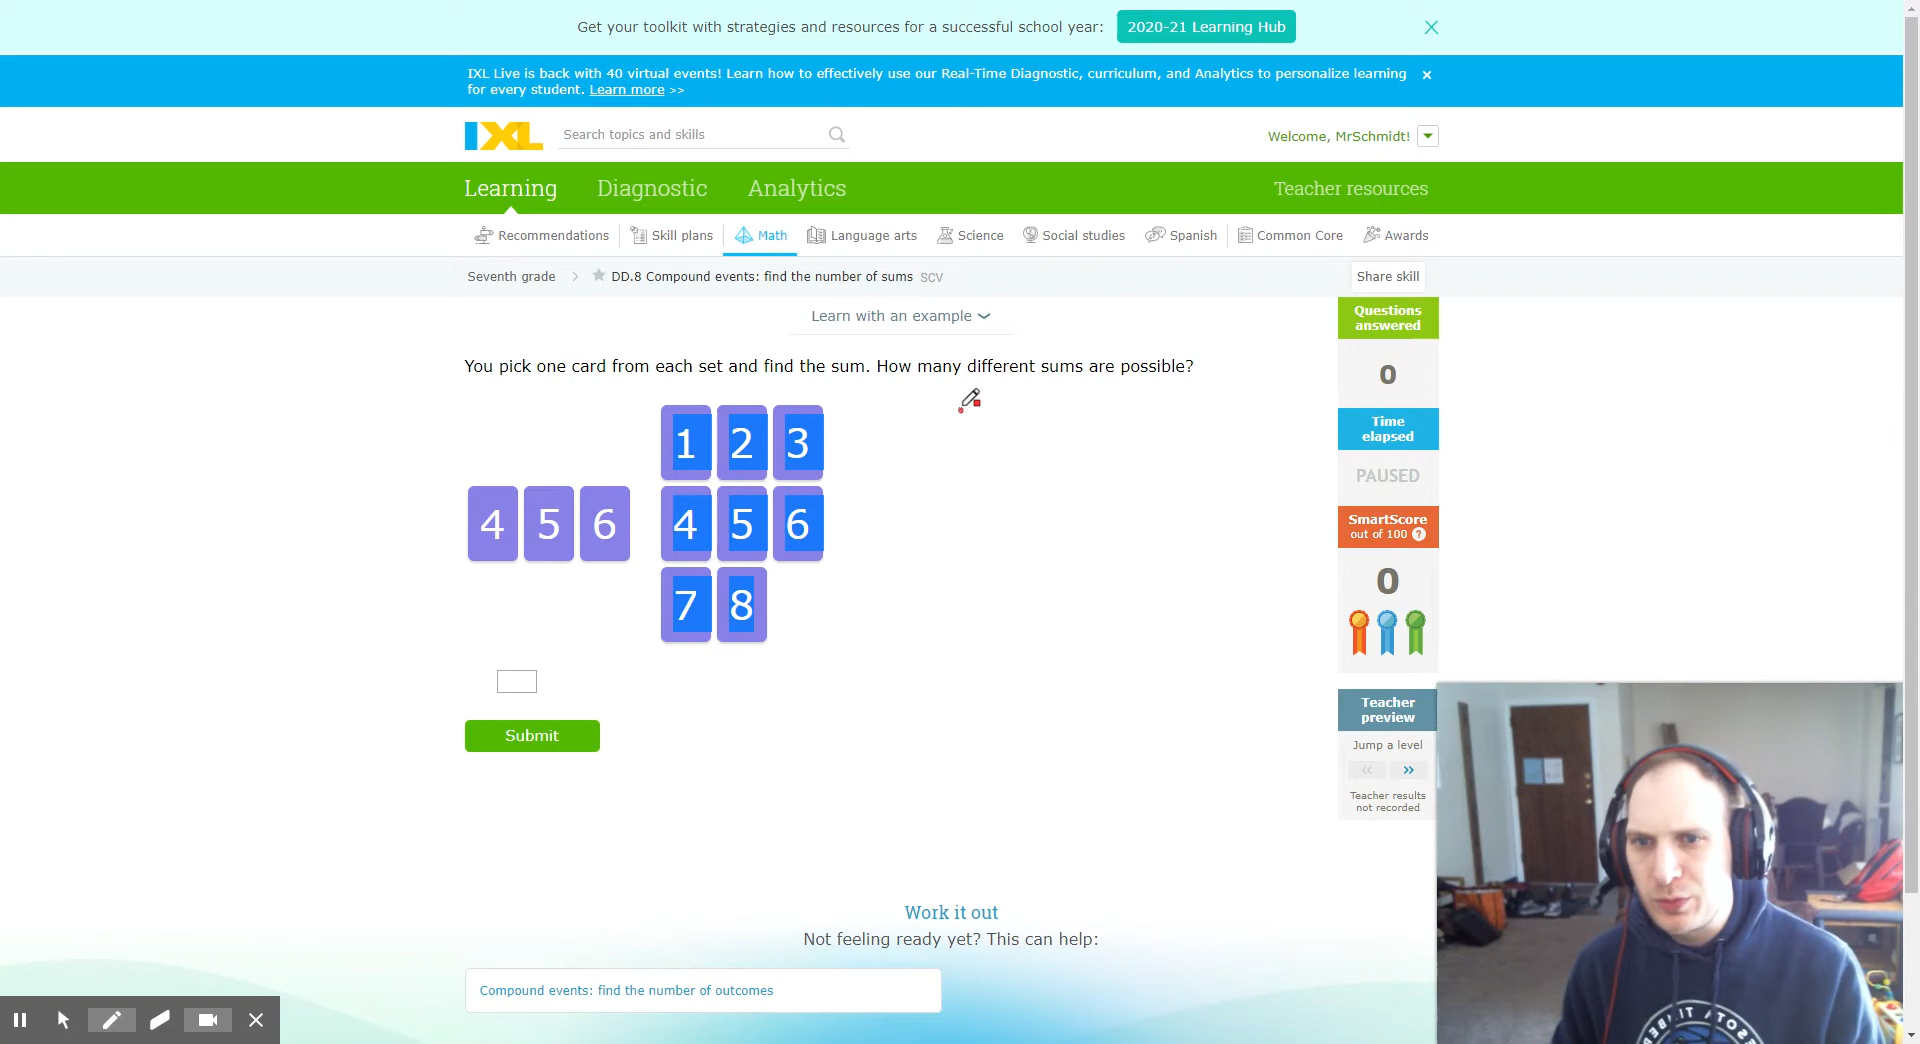 Get your toolkit with strategies and resources for a successful school year: 2020-21 Learning Hub
IXL Live is back with 40 virtual events! Learn how to effectively use our Real-Time Diagnostic, curriculum, and Analytics to personalize learning
for every student. Learn more >>
IXL Search topics and skills Welcome, MrSchmidt!
Learning Diagnostic Analytics Teacher resources
Recommendations Skill plans Math Language arts Science Social studies Spanish Common Core Awards
Seventh grade > DD.8 Compound events: find the number of sums SCV Share skill
Learn with an example
You pick one card from each set and find the sum. How many different sums are possible?
4 5 6
1 2 3
4 5 6
7 8
Submit
Questions
answered
0
Time
elapsed
PAUSED
SmartScore
out of 100 ?
0
Teacher
preview
Jump a level
<< >>
Teacher results
not recorded
Work it out
Not feeling ready yet? This can help:
Compound events: find the number of outcomes